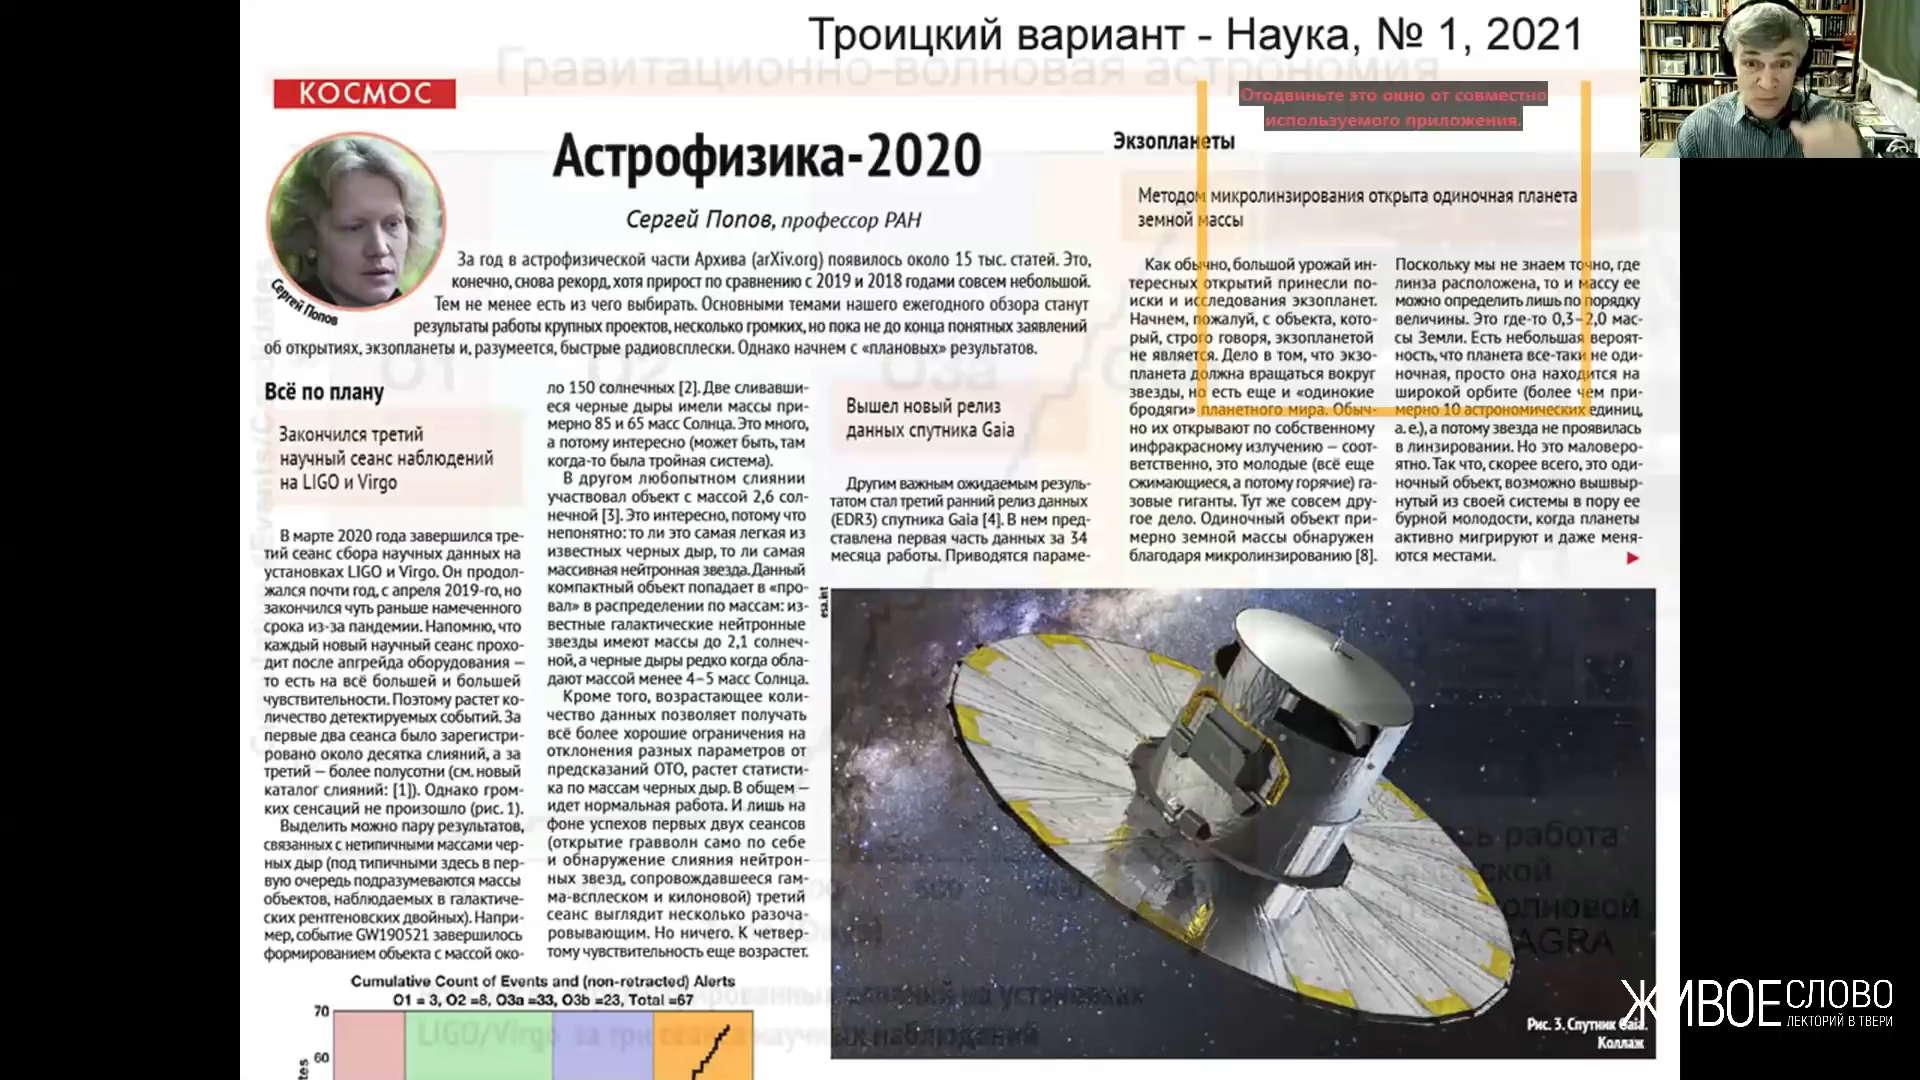 Троицкий вариант - Наука, № 1, 2021
Гравитационно-волновая астрономия
КОСМОС
Отодвиньте это окно от совместно
используемого приложения.
Астрофизика-2020
Сергей Попов, профессор РАН
Сергей Попов
За год в астрофизической части Архива (arXiv.org) появилось около 15 тыс. статей. Это,
конечно, снова рекорд, хотя прирост по сравнению с 2019 и 2018 годами совсем небольшой.
Тем не менее есть из чего выбирать. Основными темами нашего ежегодного обзора станут
результаты работы крупных проектов, несколько громких, но пока не до конца понятных заявлений
об открытиях, экзопланеты и, разумеется, быстрые радиовсплески. Однако начнем с «плановых» результатов.
Всё по плану
Закончился третий
научный сеанс наблюдений
на LIGO и Virgo
В марте 2020 года завершился тре-
тий сеанс сбора научных данных на
установках LIGO и Virgo. Он продол-
жался почти год, с апреля 2019-го, но
закончился чуть раньше намеченного
срока из-за пандемии. Напомню, что
каждый новый научный сеанс прохо-
дит после апгрейда оборудования —
то есть на всё большей и большей
чувствительности. Поэтому растет ко-
личество детектируемых событий. За
первые два сеанса было зарегистри-
ровано около десятка слияний, а за
третий — более полусотни (см. новый
каталог слияний: [1]). Однако гром-
ких сенсаций не произошло (рис. 1).
Выделить можно пару результатов,
связанных с нетипичными массами чер-
ных дыр (под типичными здесь в пер-
вую очередь подразумеваются массы
объектов, наблюдаемых в галактиче-
ских рентгеновских двойных). Напри-
мер, событие GW190521 завершилось
формированием объекта с массой око-
ло 150 солнечных [2]. Две сливавши-
еся черные дыры имели массы при-
мерно 85 и 65 масс Солнца. Это много,
а потому интересно (может быть, там
когда-то была тройная система).
В другом любопытном слиянии
участвовал объект с массой 2,6 сол-
нечной [3]. Это интересно, потому что
непонятно: то ли это самая легкая из
известных черных дыр, то ли самая
массивная нейтронная звезда. Данный
компактный объект попадает в «про-
вал» в распределении по массам: из-
вестные галактические нейтронные
звезды имеют массы до 2,1 солнеч-
ной, а черные дыры редко когда обла-
дают массой менее 4–5 масс Солнца.
Кроме того, возрастающее коли-
чество данных позволяет получать
всё более хорошие ограничения на
отклонения разных параметров от
предсказаний ОТО, растет статисти-
ка по массам черных дыр. В общем —
идет нормальная работа. И лишь на
фоне успехов первых двух сеансов
(открытие гравволн само по себе
и обнаружение слияния нейтрон-
ных звезд, сопровождавшееся гам-
ма-всплеском и килоновой) третий
сеанс выглядит несколько разоча-
ровывающим. Но ничего. К четвер-
тому чувствительность еще возрастет.
Вышел новый релиз
данных спутника Gaia
Другим важным ожидаемым резуль-
татом стал третий ранний релиз данных
(EDR3) спутника Gaia [4]. В нем пред-
ставлена первая часть данных за 34
месяца работы. Приводятся параме-
Экзопланеты
Методом микролинзирования открыта одиночная планета
земной массы
Как обычно, большой урожай ин-
тересных открытий принесли по-
иски и исследования экзопланет.
Начнем, пожалуй, с объекта, кото-
рый, строго говоря, экзопланетой
не является. Дело в том, что экзо-
планета должна вращаться вокруг
звезды, но есть еще и «одинокие
бродяги» планетного мира. Обыч-
но их открывают по собственному
инфракрасному излучению — соот-
ветственно, это молодые (всё еще
сжимающиеся, а потому горячие) га-
зовые гиганты. Тут же совсем дру-
гое дело. Одиночный объект при-
мерно земной массы обнаружен
благодаря микролинзированию [8].
Поскольку мы не знаем точно, где
линза расположена, то и массу ее
можно определить лишь по порядку
величины. Это где-то 0,3–2,0 мас-
сы Земли. Есть небольшая вероят-
ность, что планета все-таки не оди-
ночная, просто она находится на
широкой орбите (более чем при-
мерно 10 астрономических единиц,
а. е.), а потому звезда не проявилась
в линзировании. Но это маловеро-
ятно. Так что, скорее всего, это оди-
ночный объект, возможно вышвыр-
нутый из своей системы в пору ее
бурной молодости, когда планеты
активно мигрируют и даже меня-
ются местами.
esa.int
Рис. 3. Спутник Gaia.
Коллаж
Cumulative Count of Events and (non-retracted) Alerts
O1 = 3, O2 =8, O3a =33, O3b =23, Total =67
70
60
O1
O2
O3a
работа
LIGO/Virgo за три сеанса научных наблюдений
ЖИВОЕ СЛОВО
ЛЕКТОРИЙ В ТВЕРИ